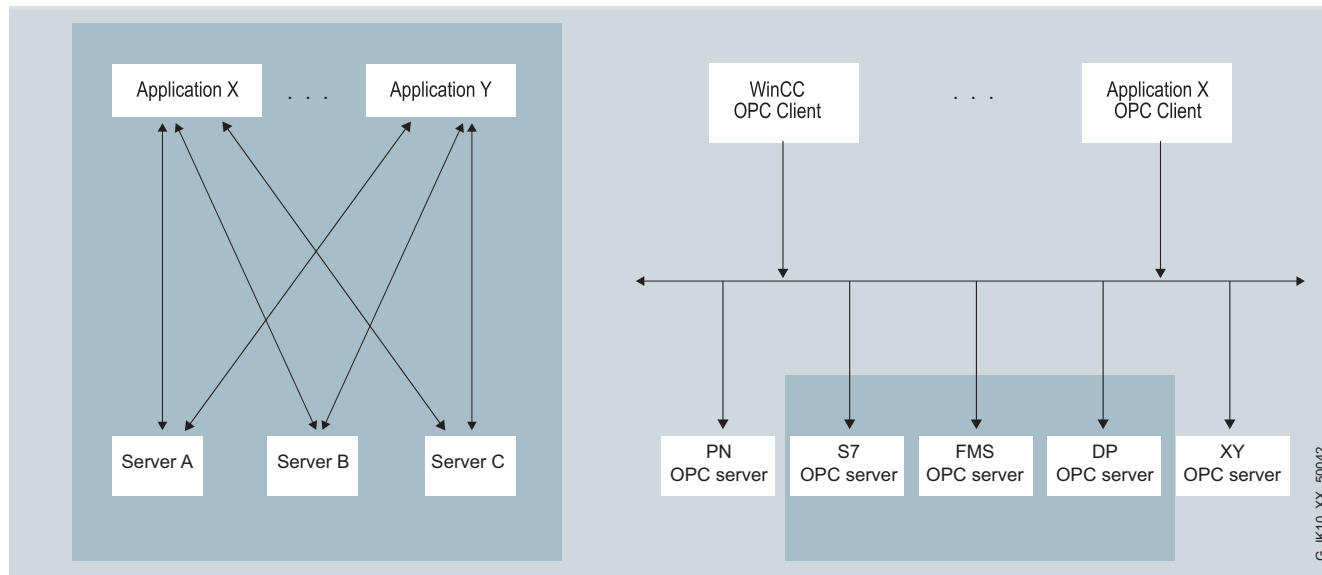 Application X
. . .
Application Y
Server A
Server B
Server C
WinCC
OPC Client
. . .
Application X
OPC Client
PN
OPC server
S7
OPC server
FMS
OPC server
DP
OPC server
XY
OPC server
G_IK10_XX_50042